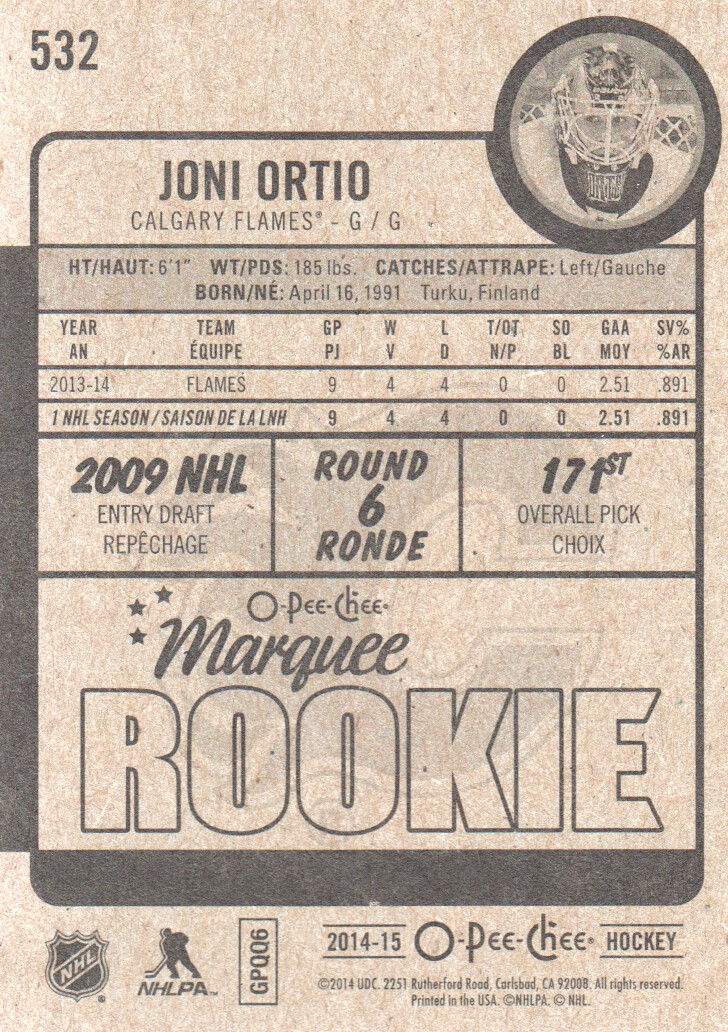 532
JONI ORTIO
CALGARY FLAMES® - G / G
HT/HAUT: 6'1" WT/PDS: 185 lbs. CATCHES/ATTRAPE: Left/Gauche
BORN/NÉ: April 16, 1991 Turku, Finland
YEAR TEAM GP W L T/OT SO GAA SV%
AN ÉQUIPE PJ V D N/P BL MOY %AR
2013-14 FLAMES 9 4 4 0 0 2.51 .891
1 NHL SEASON / SAISON DE LA LNH 9 4 4 0 0 2.51 .891
2009 NHL
ENTRY DRAFT
REPÊCHAGE
ROUND
6
RONDE
171ST
OVERALL PICK
CHOIX
O-Pee-Chee®
Marquee
ROOKIE
NHL ®
NHLPA™
GPQQ6
2014-15 O-Pee-Chee® HOCKEY
©2014 UDC. 2251 Rutherford Road, Carlsbad, CA 92008. All rights reserved.
Printed in the USA. ©NHLPA. © NHL.